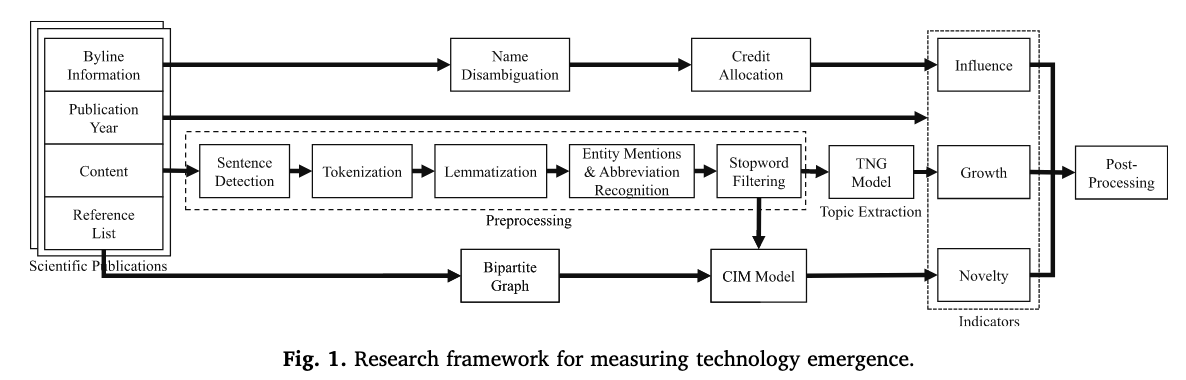 Byline
Information
Publication
Year
Content
Reference
List
Scientific Publications
Name
Disambiguation
Credit
Allocation
Sentence
Detection
Tokenization
Lemmatization
Entity Mentions
& Abbreviation
Recognition
Stopword
Filtering
Preprocessing
TNG
Model
Topic Extraction
Bipartite
Graph
CIM Model
Influence
Growth
Novelty
Indicators
Post-
Processing
Fig. 1. Research framework for measuring technology emergence.